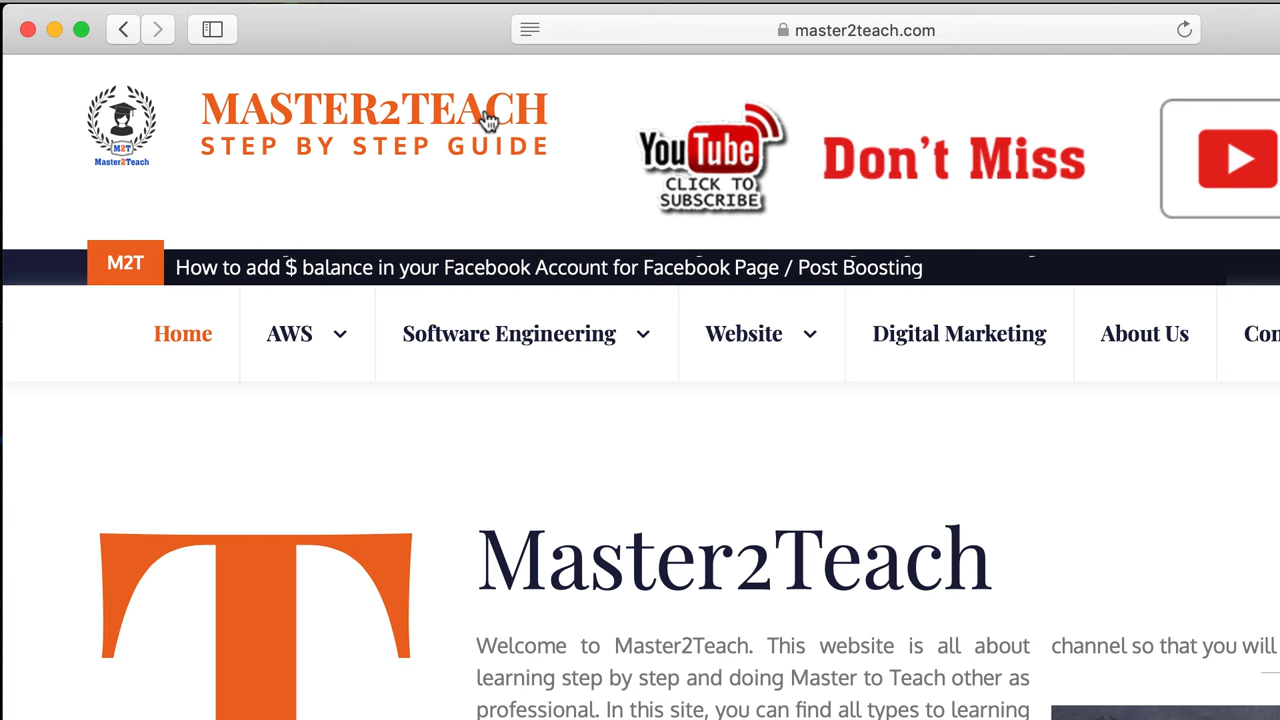 master2teach.com
M2T
Master2Teach
MASTER2TEACH
STEP BY STEP GUIDE
YouTube
CLICK TO
SUBSCRIBE
Don't Miss
M2T
How to add $ balance in your Facebook Account for Facebook Page / Post Boosting
Home AWS Software Engineering Website Digital Marketing About Us
T
Master2Teach
Welcome to Master2Teach. This website is all about
learning step by step and doing Master to Teach other as
professional. In this site, you can find all types to learning
channel so that you will